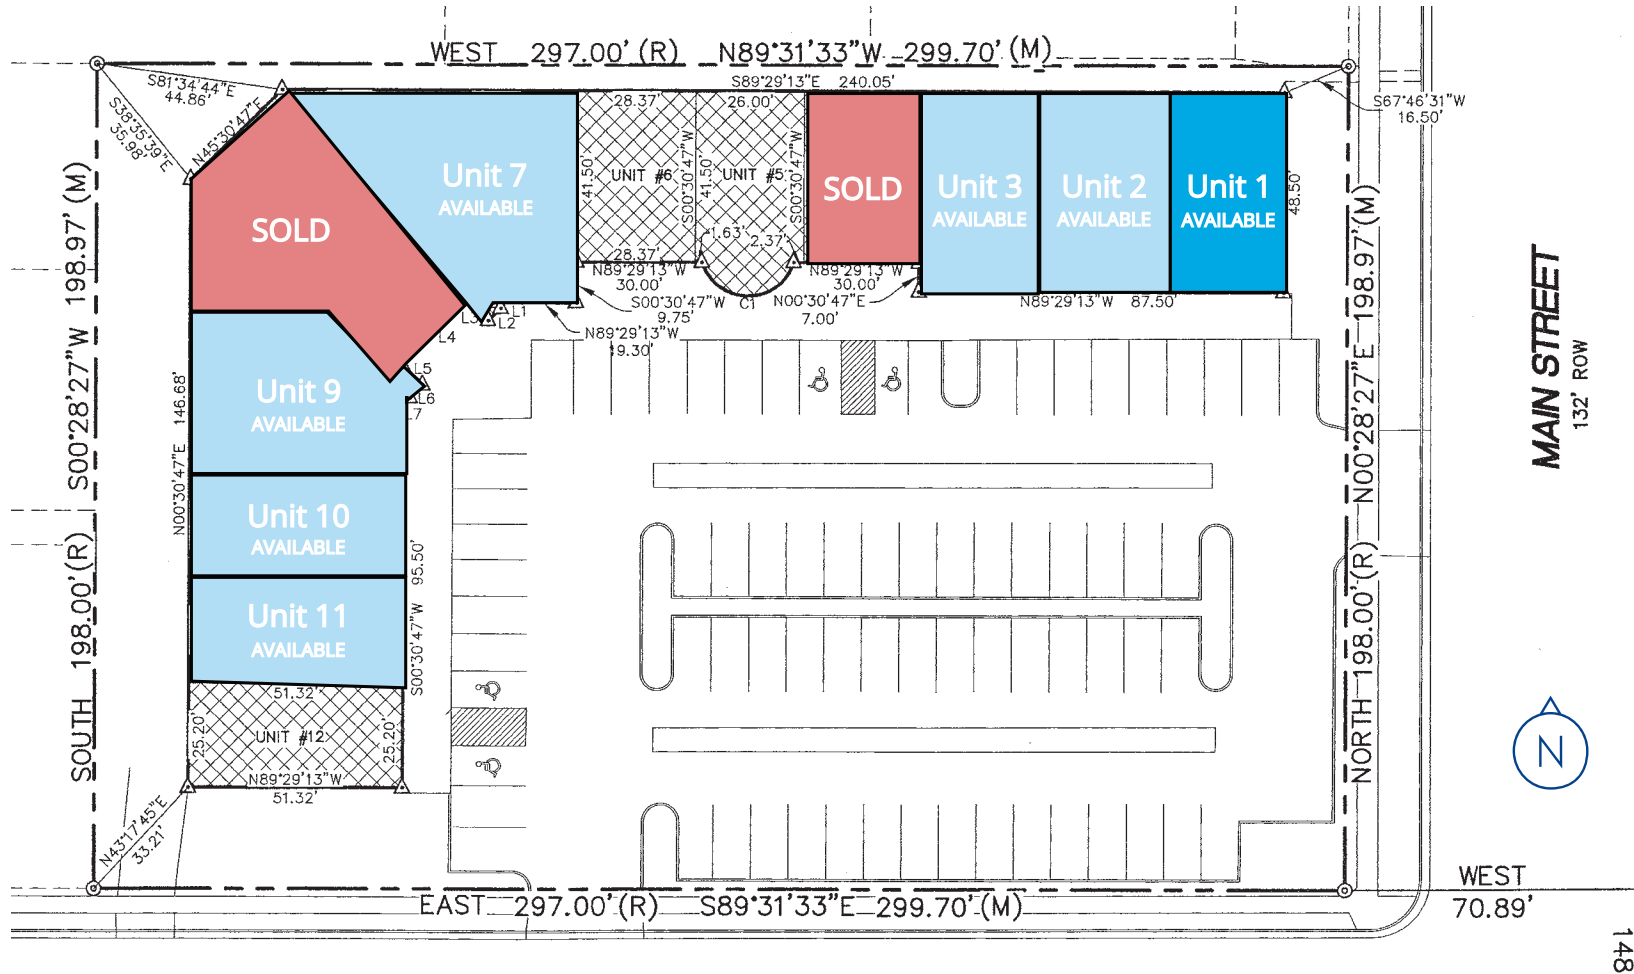 WEST 297.00' (R) N89°31'33"W 299.70' (M)
S89°29'13"E 240.05'
S81°34'44"E
44.86'
S38°35'39"E
35.98'
N45°30'47"E
S67°46'31"W
16.50'
28.37'
26.00'
41.50'
UNIT #6
S00°30'47"W
41.50'
UNIT #5
S00°30'47"W
1.63'
2.37'
28.37'
C1
Unit 7
AVAILABLE
SOLD
SOLD
Unit 3
AVAILABLE
Unit 2
AVAILABLE
Unit 1
AVAILABLE
48.50'
N89°29'13"W
30.00'
S00°30'47"W
9.75'
N89°29'13"W
19.30'
N89°29'13"W
30.00'
N00°30'47"E
7.00'
N89°29'13"W 87.50'
L1
L2
L3
L4
L5
L6
Unit 9
AVAILABLE
Unit 10
AVAILABLE
Unit 11
AVAILABLE
51.32'
25.20'
UNIT #12
25.20'
N89°29'13"W
51.32'
N43°17'45"E
33.21'
N00°30'47"E 146.68'
S00°30'47"W 95.50'
SOUTH 198.00' (R) S00°28'27"W 198.97' (M)
NORTH 198.00' (R) N00°28'27"E 198.97' (M)
MAIN STREET
132' ROW
N
EAST 297.00' (R) S89°31'33"E 299.70' (M)
WEST
70.89'
148